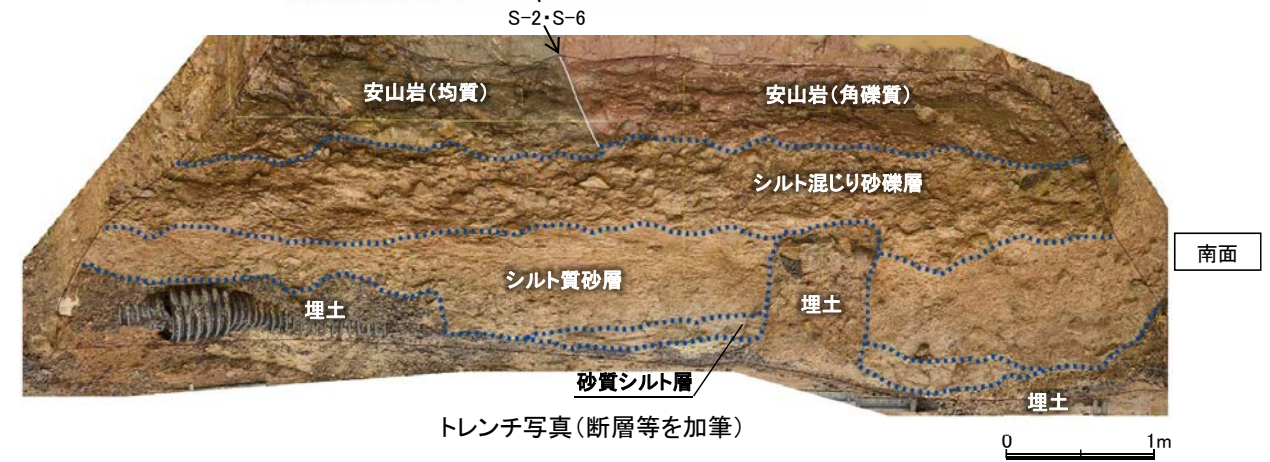 S-2・S-6
安山岩（均質）
安山岩（角礫質）
シルト混じり砂礫層
南面
シルト質砂層
埋土
埋土
砂質シルト層
埋土
トレンチ写真（断層等を加筆）
0
1m